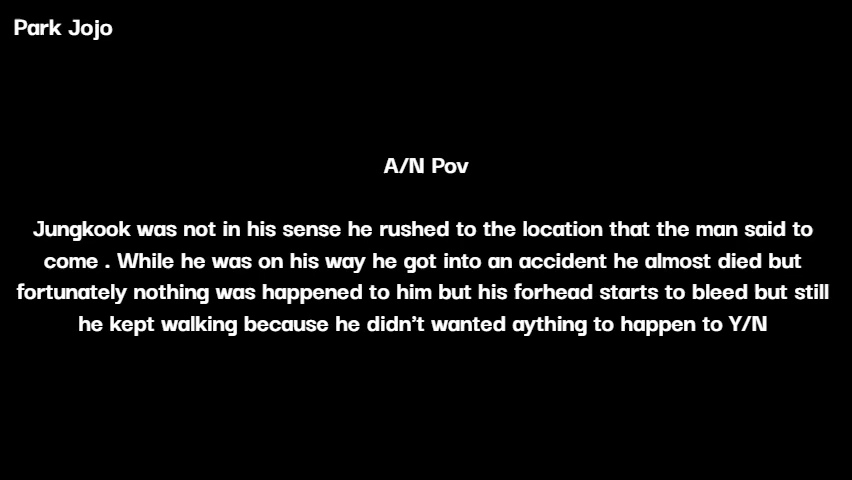 Park Jojo
A/N Pov
Jungkook was not in his sense he rushed to the location that the man said to
come . While he was on his way he got into an accident he almost died but
fortunately nothing was happened to him but his forhead starts to bleed but still
he kept walking because he didn't wanted aything to happen to Y/N